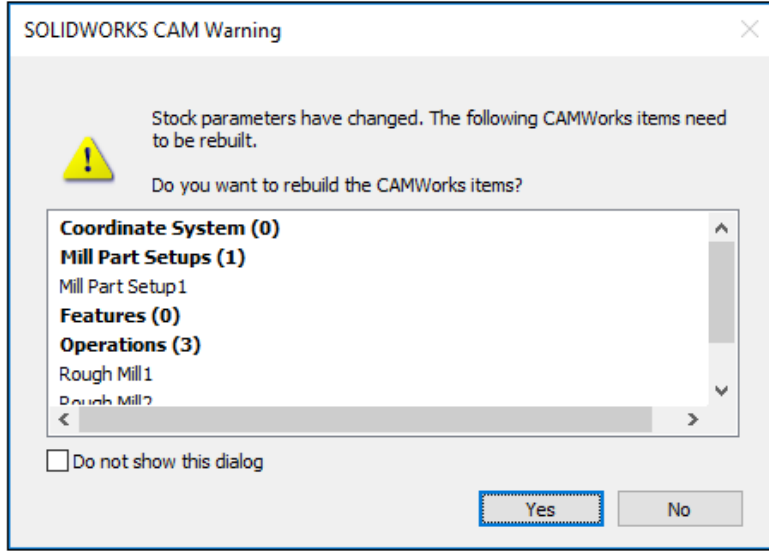 SOLIDWORKS CAM Warning
Stock parameters have changed. The following CAMWorks items need
to be rebuilt.
Do you want to rebuild the CAMWorks items?
Coordinate System (0)
Mill Part Setups (1)
Mill Part Setup1
Features (0)
Operations (3)
Rough Mill1
Rough Mill2
Do not show this dialog
Yes
No